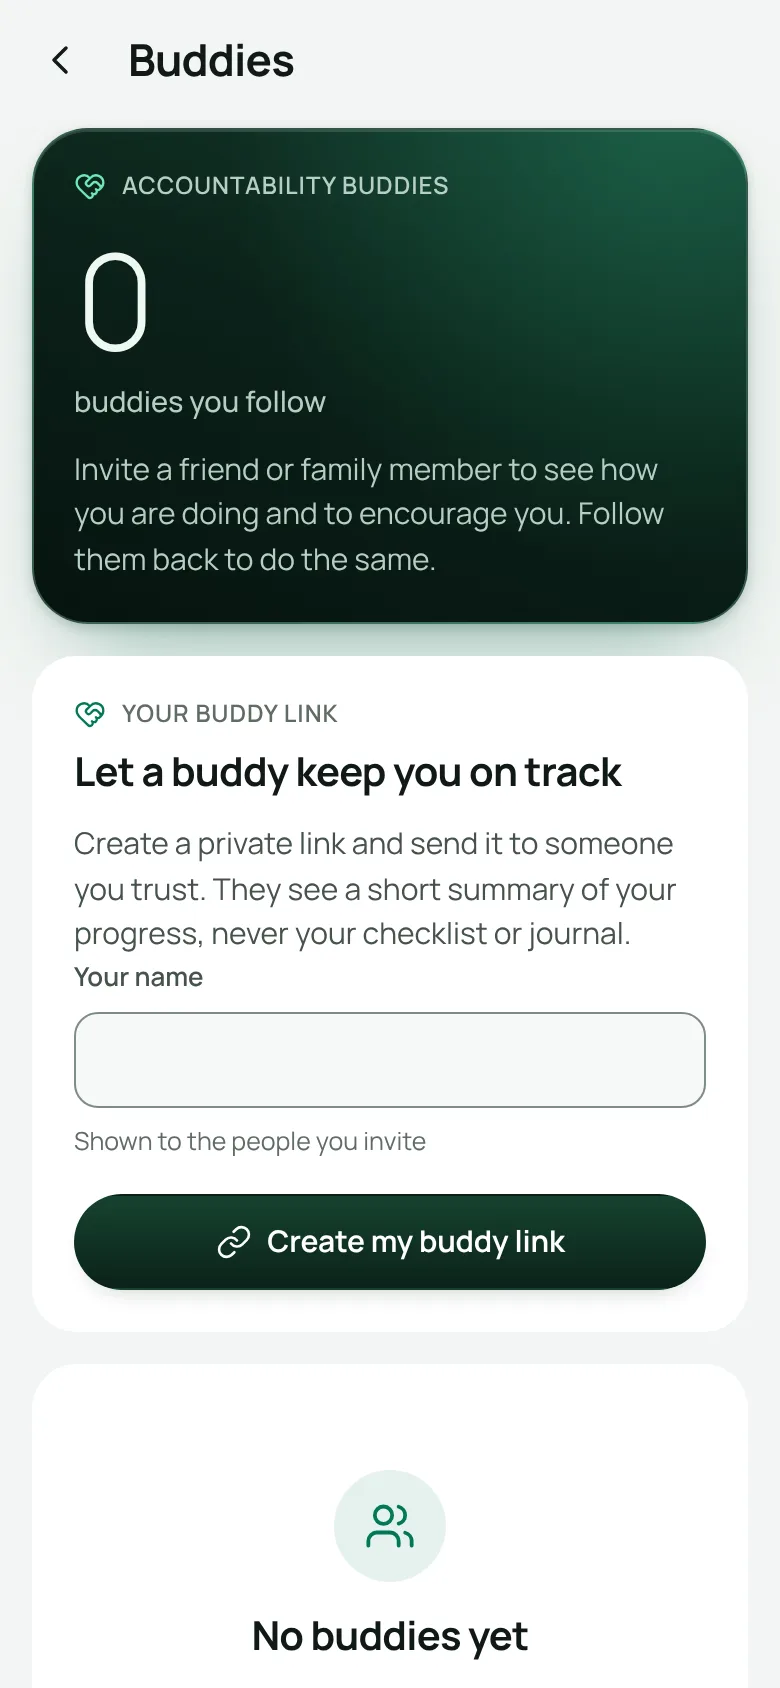 Buddies
ACCOUNTABILITY BUDDIES
0
buddies you follow
Invite a friend or family member to see how
you are doing and to encourage you. Follow
them back to do the same.
YOUR BUDDY LINK
Let a buddy keep you on track
Create a private link and send it to someone
you trust. They see a short summary of your
progress, never your checklist or journal.
Your name
Shown to the people you invite
Create my buddy link
No buddies yet